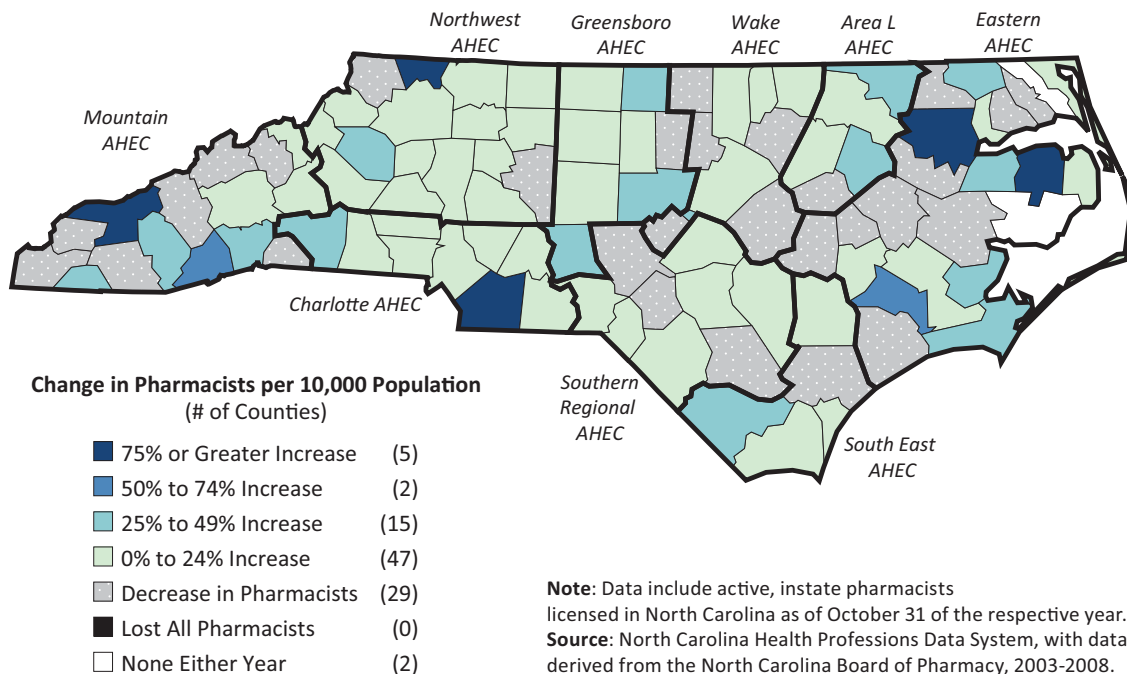 Northwest
AHEC
Greensboro
AHEC
Wake
AHEC
Area L
AHEC
Eastern
AHEC
Mountain
AHEC
Charlotte AHEC
Southern
Regional
AHEC
South East
AHEC
Change in Pharmacists per 10,000 Population
(# of Counties)
75% or Greater Increase (5)
50% to 74% Increase (2)
25% to 49% Increase (15)
0% to 24% Increase (47)
Decrease in Pharmacists (29)
Lost All Pharmacists (0)
None Either Year (2)
Note: Data include active, instate pharmacists
licensed in North Carolina as of October 31 of the respective year.
Source: North Carolina Health Professions Data System, with data
derived from the North Carolina Board of Pharmacy, 2003-2008.